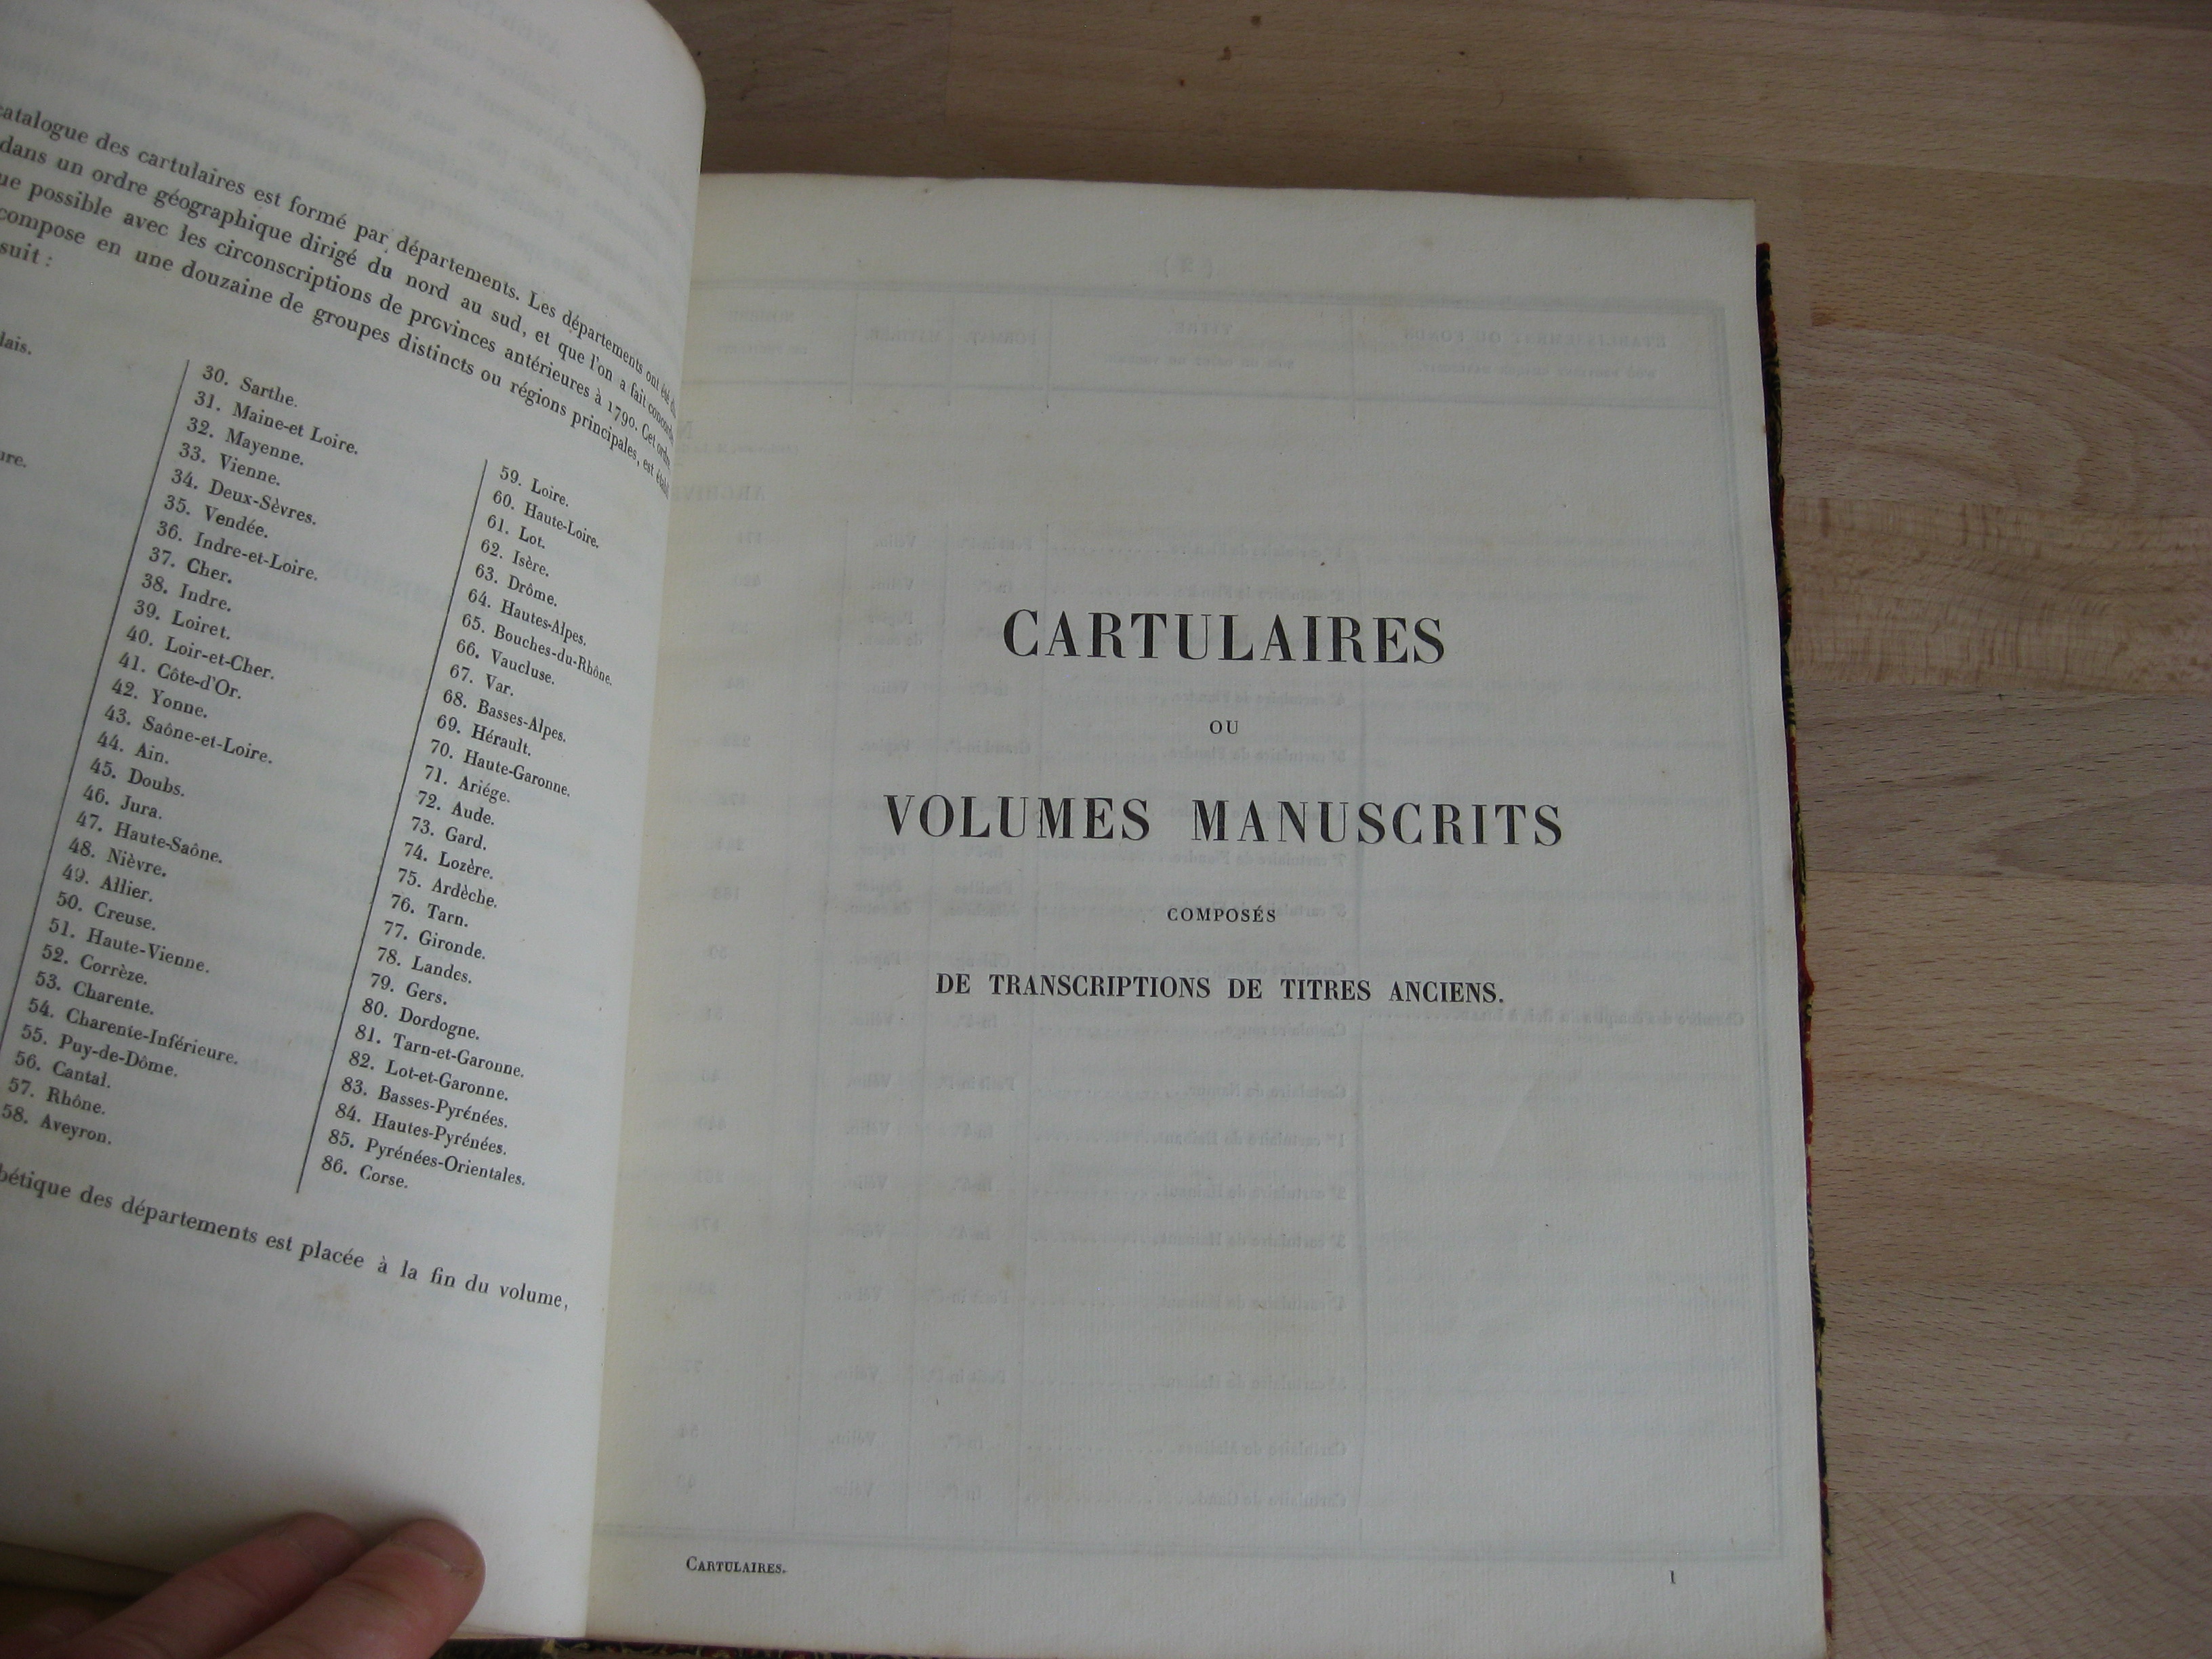 catalogue des cartulaires est formé par départements. Les départements ont été
dans un ordre géographique dirigé du nord au sud, et que l'on a fait
possible avec les circonscriptions de provinces antérieures à 1790. Cet ordre
compose en une douzaine de groupes distincts ou régions principales, est
suit :
30. Sarthe.
31. Maine-et Loire.
32. Mayenne.
33. Vienne.
34. Deux-Sèvres.
35. Vendée.
36. Indre-et-Loire.
37. Cher.
38. Indre.
39. Loiret.
40. Loir-et-Cher.
41. Côte-d'Or.
42. Yonne.
43. Saône-et-Loire.
44. Ain.
45. Doubs.
46. Jura.
47. Haute-Saône.
48. Nièvre.
49. Allier.
50. Creuse.
51. Haute-Vienne.
52. Corrèze.
53. Charente.
54. Charente-Inférieure.
55. Puy-de-Dôme.
56. Cantal.
57. Rhône.
58. Aveyron.
59. Loire.
60. Haute-Loire.
61. Lot.
62. Isère.
63. Drôme.
64. Hautes-Alpes.
65. Bouches-du-Rhône.
66. Vaucluse.
67. Var.
68. Basses-Alpes.
69. Hérault.
70. Haute-Garonne.
71. Ariége.
72. Aude.
73. Gard.
74. Lozère.
75. Ardèche.
76. Tarn.
77. Gironde.
78. Landes.
79. Gers.
80. Dordogne.
81. Tarn-et-Garonne.
82. Lot-et-Garonne.
83. Basses-Pyrénées.
84. Hautes-Pyrénées.
85. Pyrénées-Orientales.
86. Corse.
bétique des départements est placée à la fin du volume,
CARTULAIRES
OU
VOLUMES MANUSCRITS
COMPOSÉS
DE TRANSCRIPTIONS DE TITRES ANCIENS.
CARTULAIRES.
1